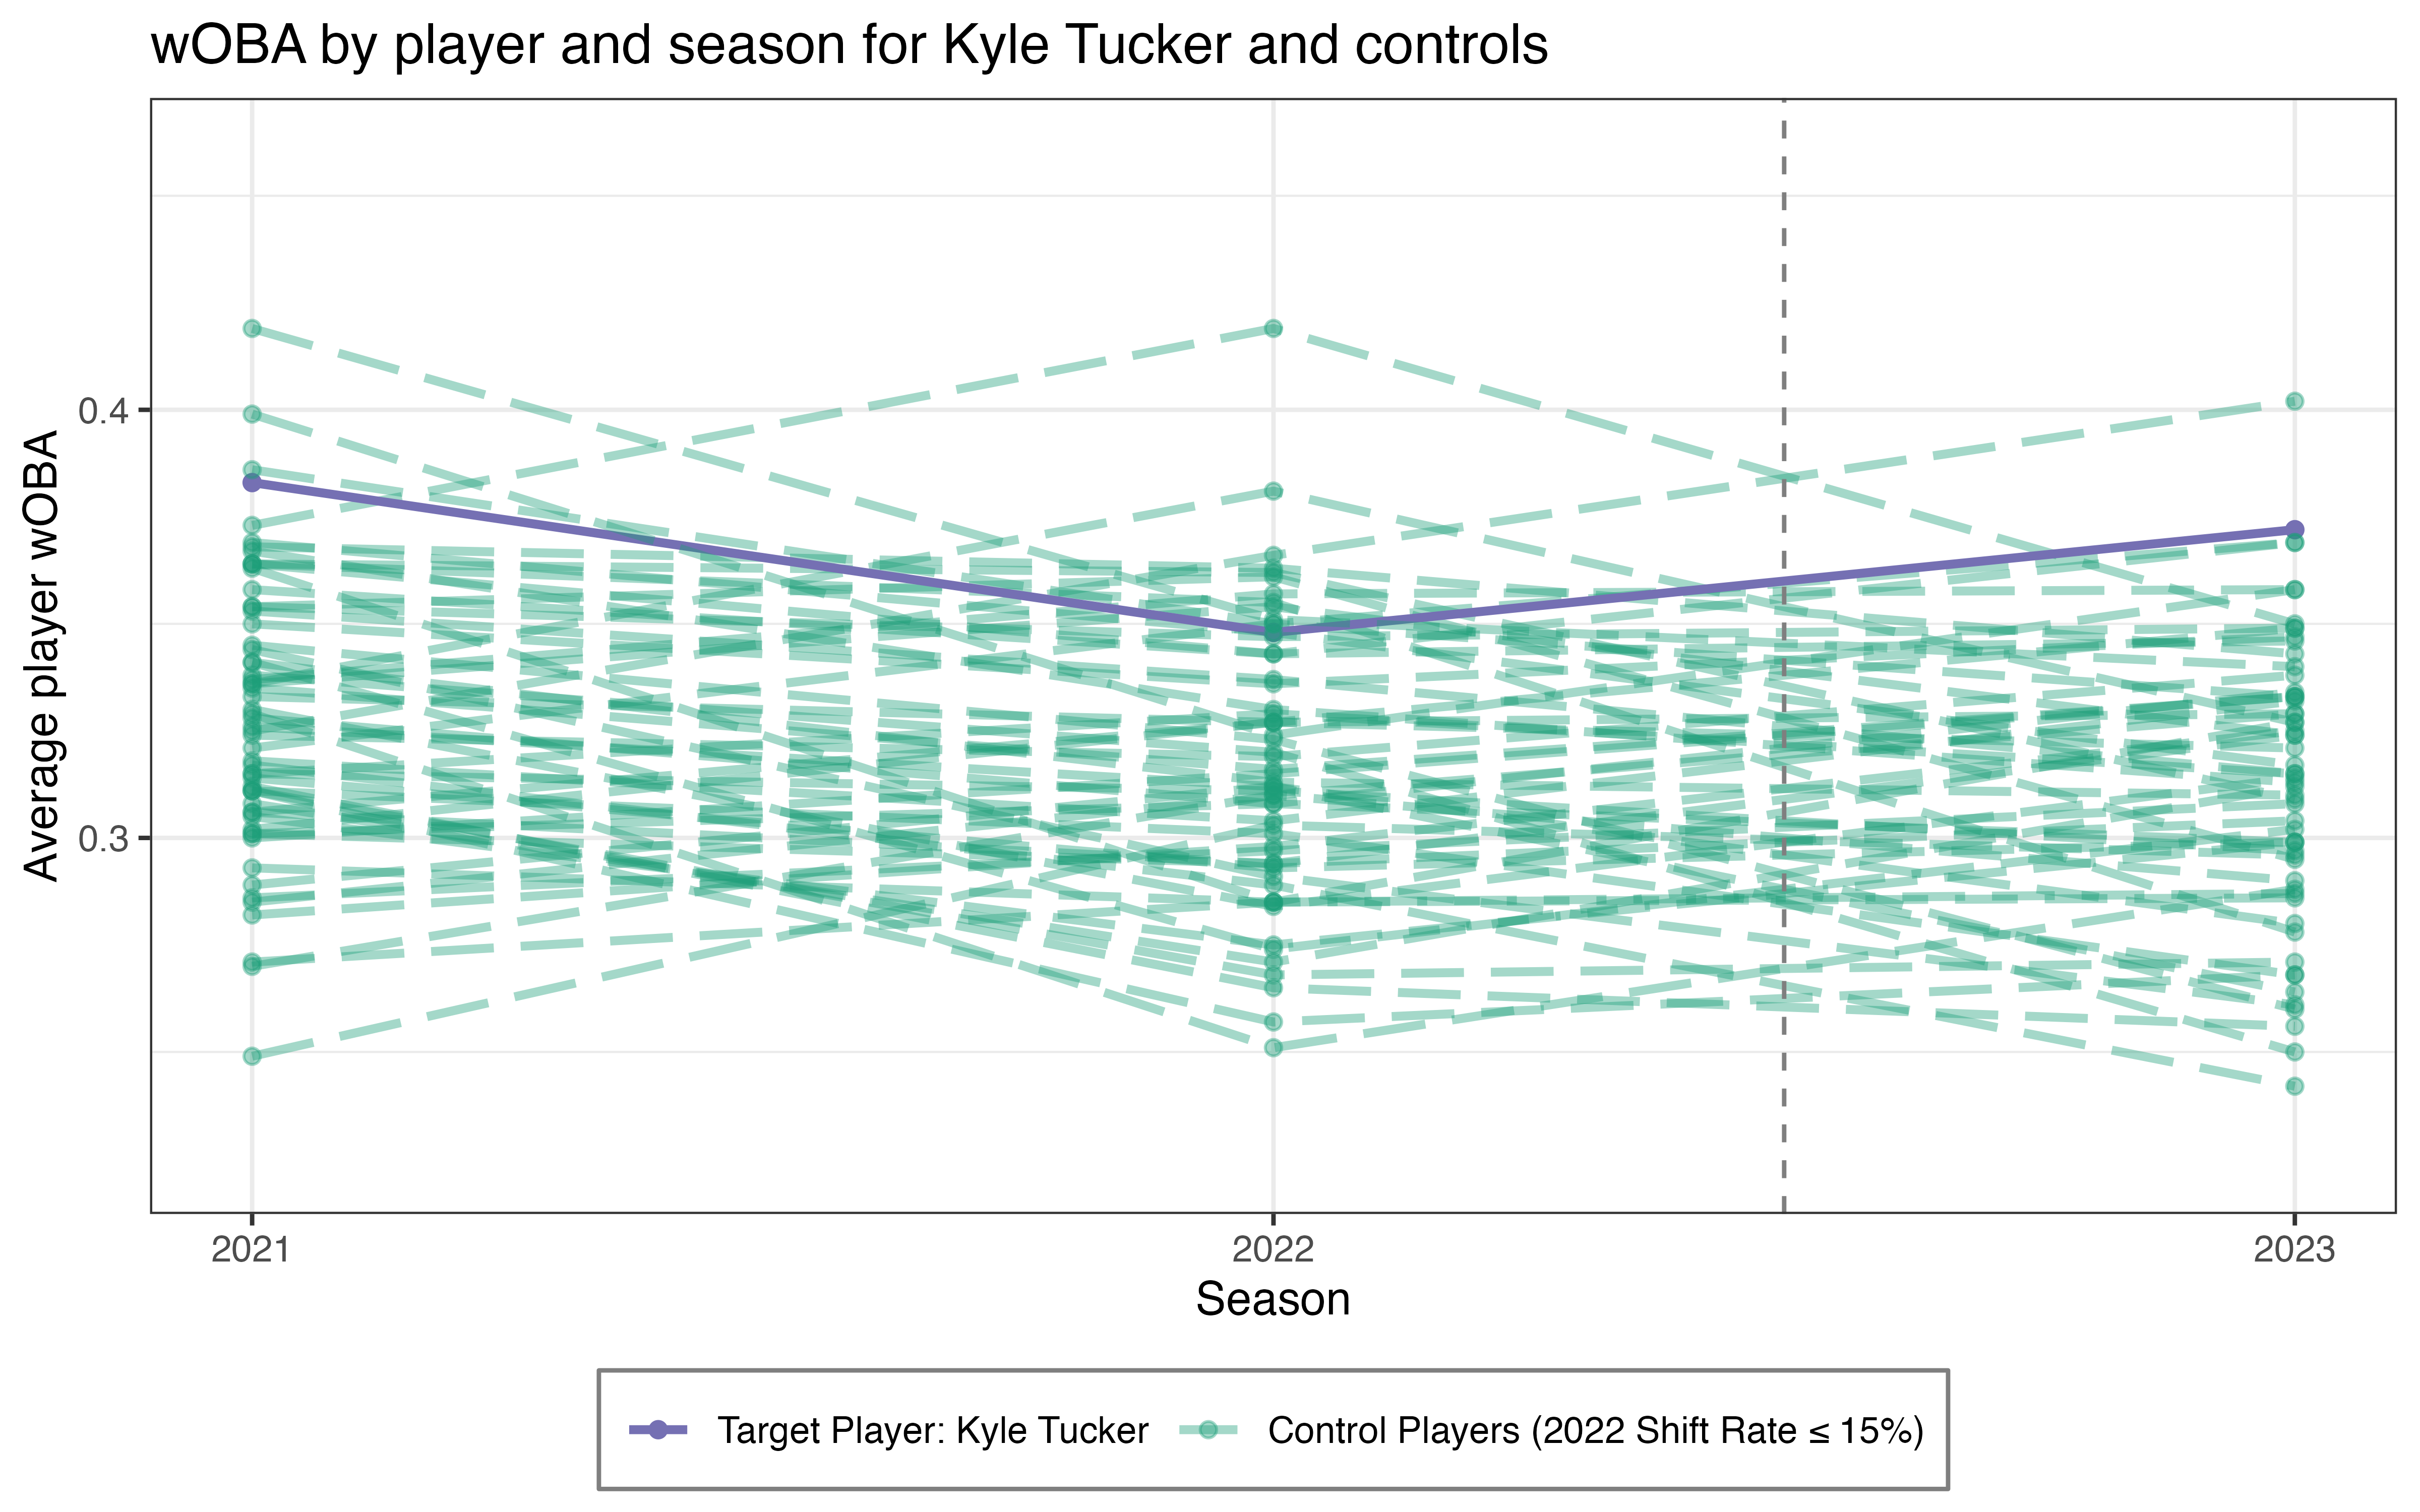 wOBA by player and season for Kyle Tucker and controls
Average player wOBA
0.4
0.3
2021
2022
2023
Season
Target Player: Kyle Tucker
Control Players (2022 Shift Rate ≤ 15%)